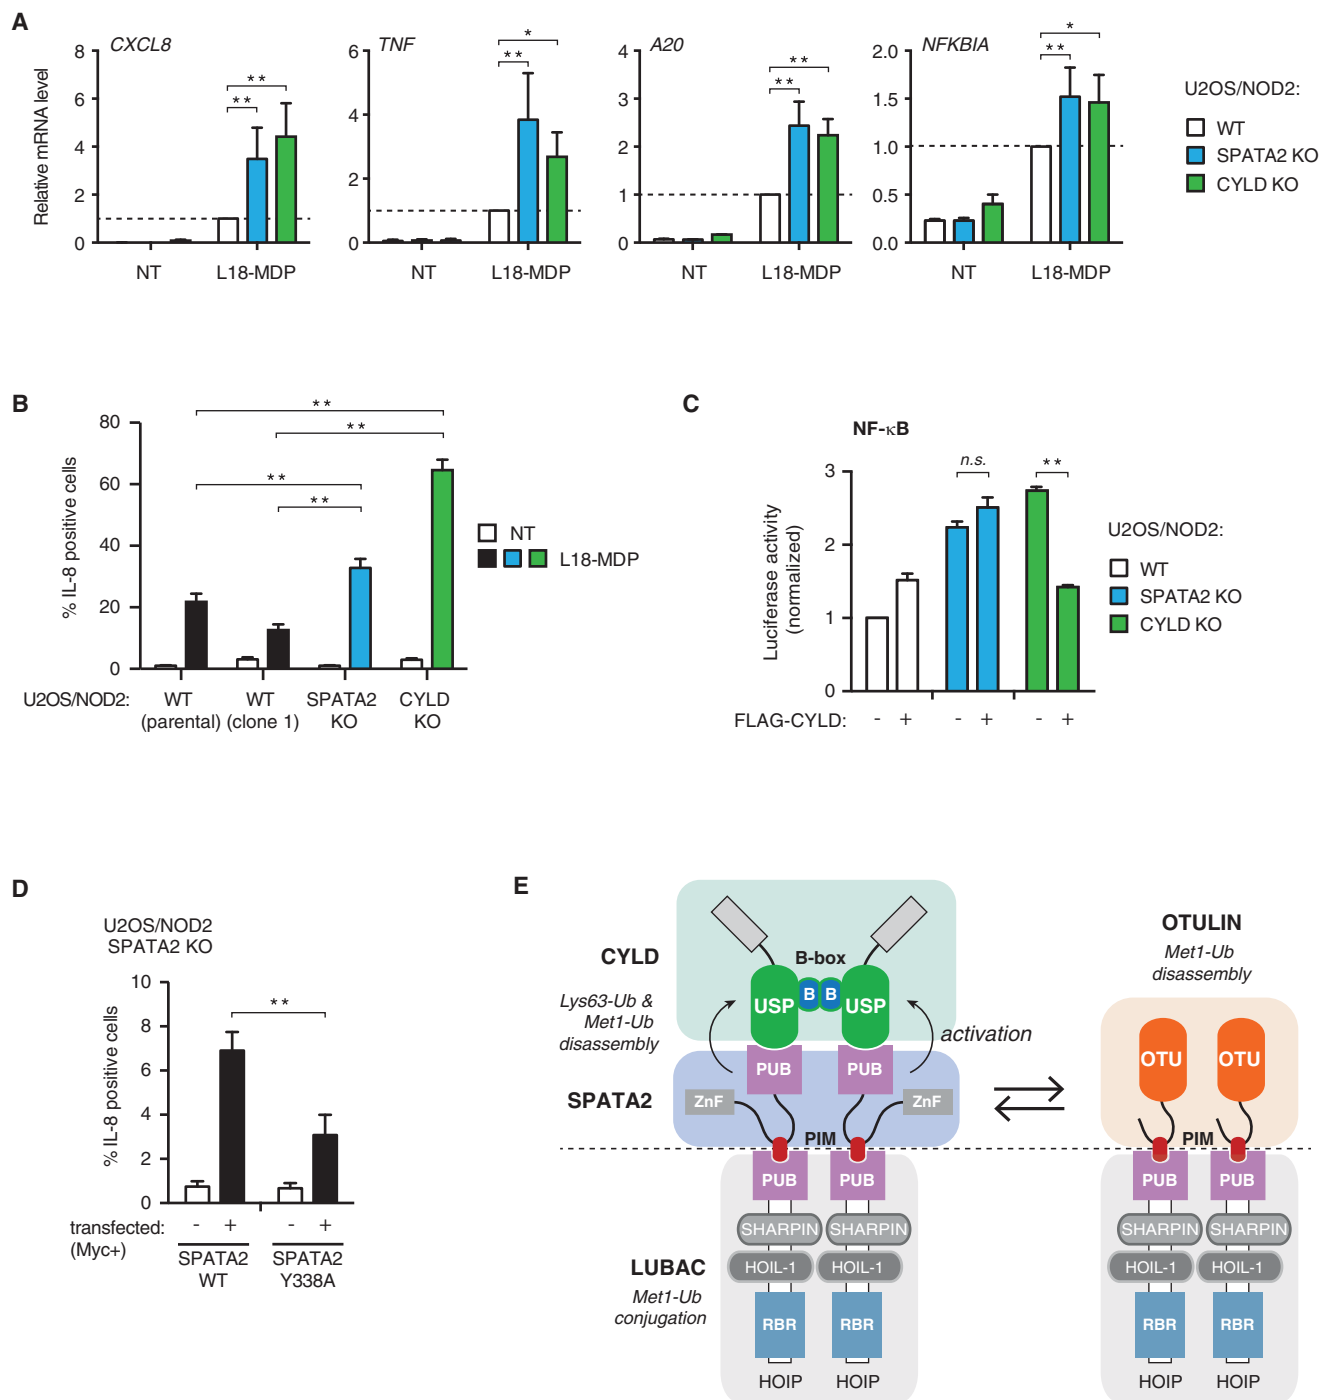 A
CXCL8
TNF
A20
NFKBIA
Relative mRNA level
8
6
4
2
0
6
4
2
0
4
3
2
1
0
2.0
1.5
1.0
0.5
0.0
** **
** *
** **
** *
NT L18-MDP
NT L18-MDP
NT L18-MDP
NT L18-MDP
U2OS/NOD2:
WT
SPATA2 KO
CYLD KO
B
% IL-8 positive cells
80
60
40
20
0
**
**
**
**
NT
L18-MDP
U2OS/NOD2:
WT (parental)
WT (clone 1)
SPATA2 KO
CYLD KO
C
NF-κB
Luciferase activity
(normalized)
3
2
1
0
n.s.
**
FLAG-CYLD: - + - + - +
U2OS/NOD2:
WT
SPATA2 KO
CYLD KO
D
U2OS/NOD2
SPATA2 KO
% IL-8 positive cells
10
8
6
4
2
0
**
transfected: - + - +
(Myc+)
SPATA2 WT
SPATA2 Y338A
E
CYLD
Lys63-Ub &
Met1-Ub
disassembly
B-box
USP B B USP
activation
PUB PUB
SPATA2
ZnF ZnF
PIM
PUB PUB
SHARPIN SHARPIN
HOIL-1 HOIL-1
LUBAC
Met1-Ub
conjugation
RBR RBR
HOIP HOIP
OTULIN
Met1-Ub
disassembly
OTU OTU
PIM
PUB PUB
SHARPIN SHARPIN
HOIL-1 HOIL-1
RBR RBR
HOIP HOIP